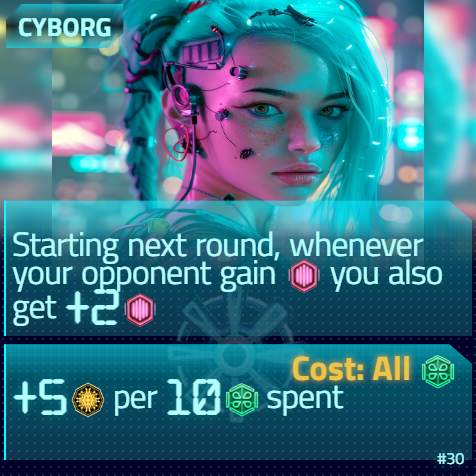 CYBORG
Starting next round, whenever
your opponent gain you also
get +2
Cost: All
+5 per 10 spent
#30